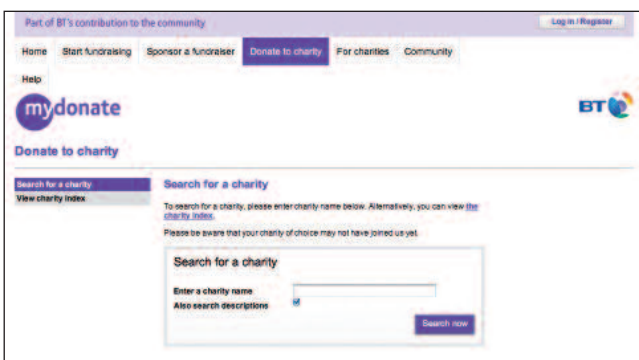 Part of BT's contribution to the community
Log in / Register
Home Start fundraising Sponsor a fundraiser Donate to charity For charities Community
Help
mydonate
BT
Donate to charity
Search for a charity
View charity index
Search for a charity
To search for a charity, please enter charity name below. Alternatively, you can view the
charity index.
Please be aware that your charity of choice may not have joined us yet.
Search for a charity
Enter a charity name
Also search descriptions
Search now